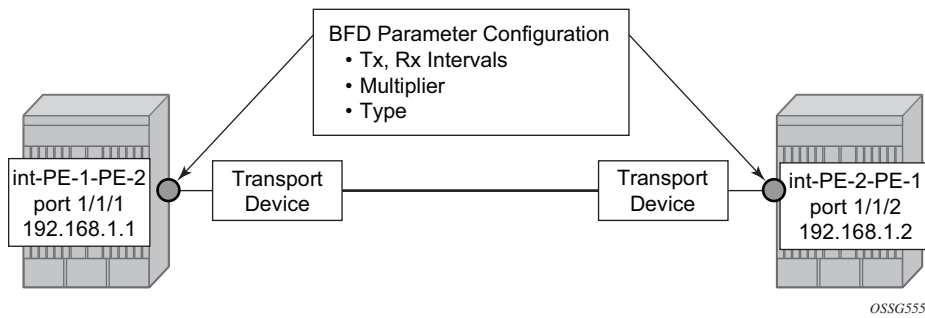 BFD Parameter Configuration
• Tx, Rx Intervals
• Multiplier
• Type
int-PE-1-PE-2
port 1/1/1
192.168.1.1
Transport
Device
Transport
Device
int-PE-2-PE-1
port 1/1/2
192.168.1.2
OSSG555